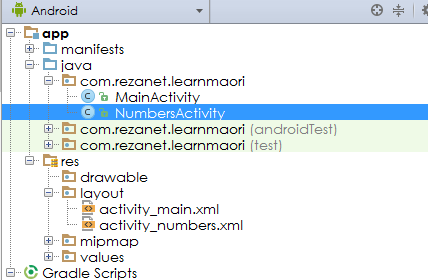 Android
app
manifests
java
com.rezanet.learnmaori
MainActivity
NumbersActivity
com.rezanet.learnmaori (androidTest)
com.rezanet.learnmaori (test)
res
drawable
layout
activity_main.xml
activity_numbers.xml
mipmap
values
Gradle Scripts